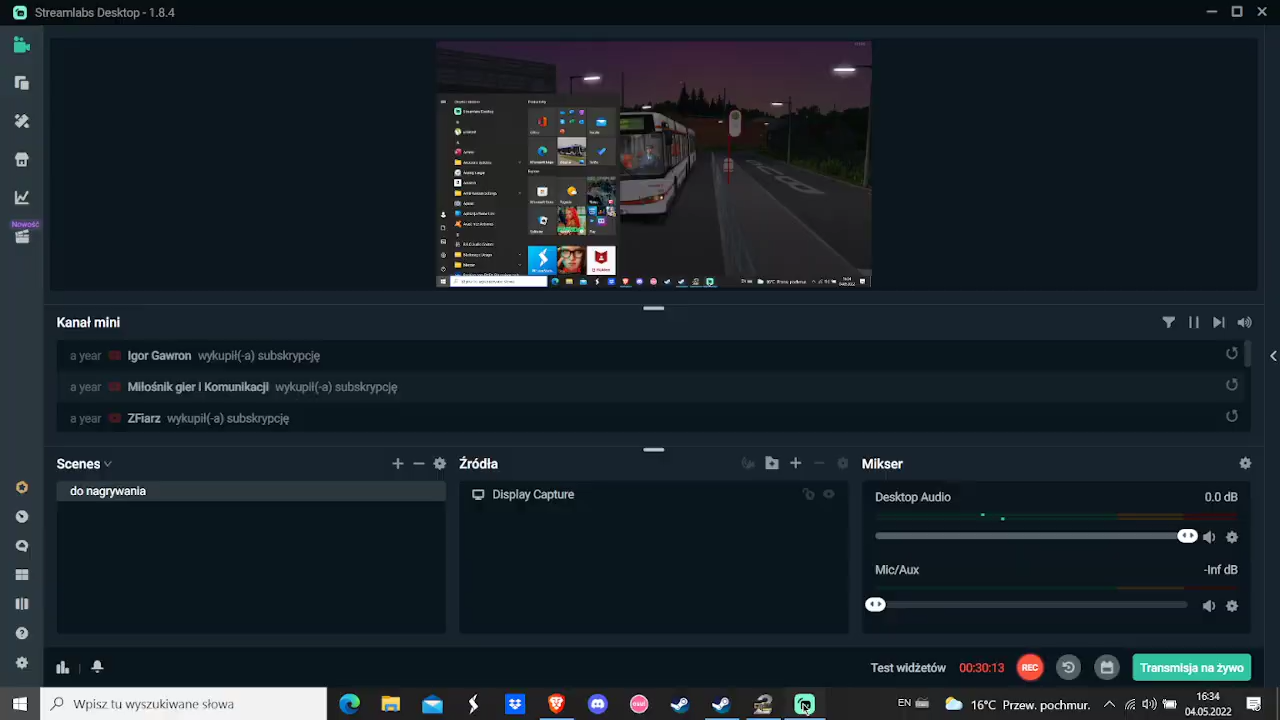 Streamlabs Desktop - 1.8.4
Nowość
Kanał mini
a year Igor Gawron wykupił(-a) subskrypcję
a year Miłośnik gier i Komunikacji wykupił(-a) subskrypcję
a year ZFiarz wykupił(-a) subskrypcję
Scenes
Źródła
Mikser
do nagrywania
Display Capture
Desktop Audio 0.0 dB
Mic/Aux -Inf dB
Test widżetów 00:30:13 REC Transmisja na żywo
Wpisz tu wyszukiwane słowa
osu!
EN
16°C Przew. pochmur.
16:34
04.05.2022